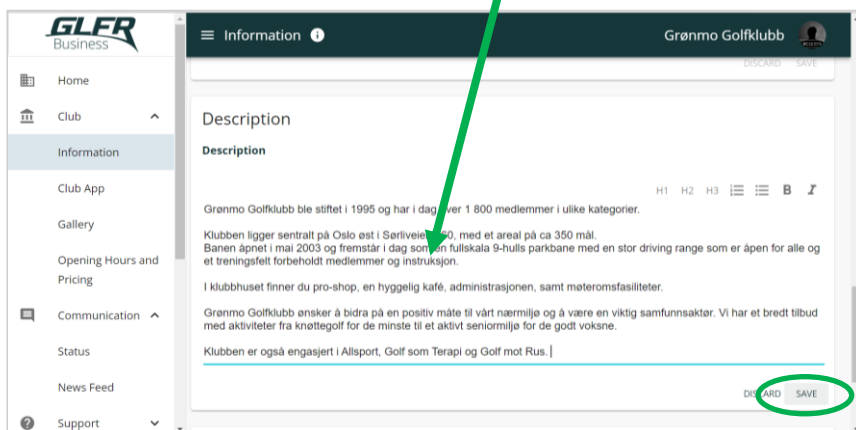 GLFR
Business
Information
Grønmo Golfklubb
Home
Club
Information
Club App
Gallery
Opening Hours and
Pricing
Communication
Status
News Feed
Support
DISCARD SAVE
Description
Description
H1 H2 H3 B I
Grønmo Golfklubb ble stiftet i 1995 og har i dag over 1 800 medlemmer i ulike kategorier.
Klubben ligger sentralt på Oslo øst i Sørliveien 60, med et areal på ca 350 mål.
Banen åpnet i mai 2003 og fremstår i dag som en fullskala 9-hulls parkbane med en stor driving range som er åpen for alle og
et treningsfelt forbeholdt medlemmer og instruksjon.
I klubbhuset finner du pro-shop, en hyggelig kafé, administrasjonen, samt møteromsfasiliteter.
Grønmo Golfklubb ønsker å bidra på en positiv måte til vårt nærmiljø og å være en viktig samfunnsaktør. Vi har et bredt tilbud
med aktiviteter fra knøttegolf for de minste til et aktivt seniormiljø for de godt voksne.
Klubben er også engasjert i Allsport, Golf som Terapi og Golf mot Rus.
DISCARD SAVE